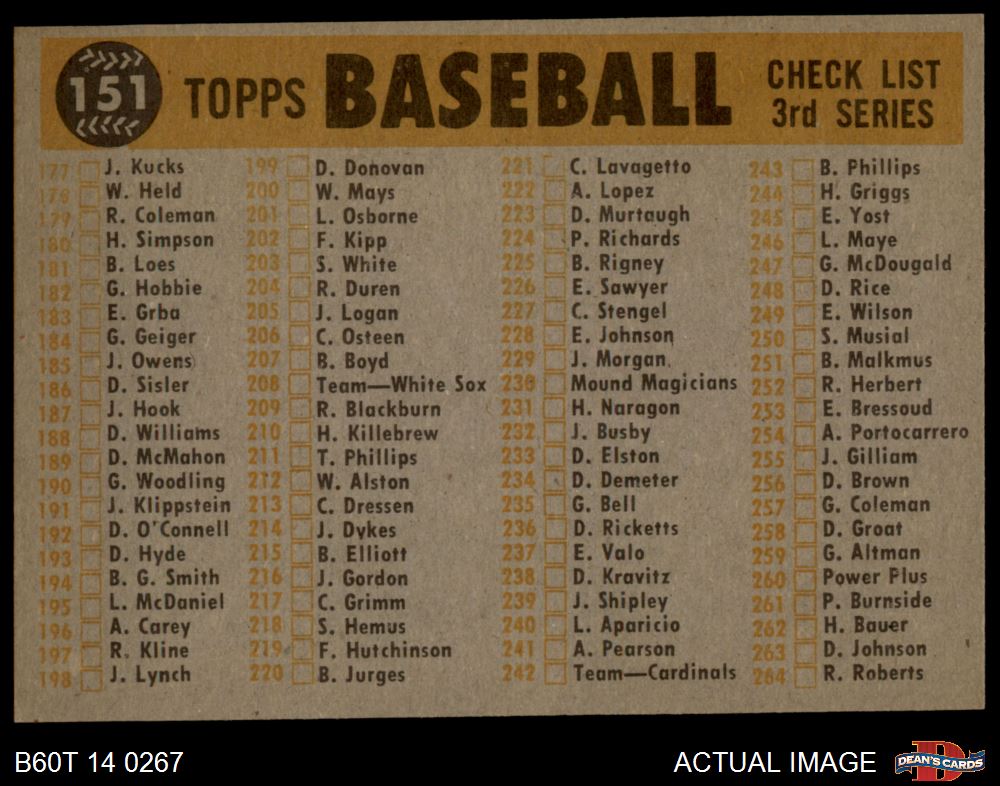 151
TOPPS BASEBALL
CHECK LIST
3rd SERIES
177 J. Kucks
178 W. Held
179 R. Coleman
180 H. Simpson
181 B. Loes
182 G. Hobbie
183 E. Grba
184 G. Geiger
185 J. Owens
186 D. Sisler
187 J. Hook
188 D. Williams
189 D. McMahon
190 G. Woodling
191 J. Klippstein
192 D. O'Connell
193 D. Hyde
194 B. G. Smith
195 L. McDaniel
196 A. Carey
197 R. Kline
198 J. Lynch
199 D. Donovan
200 W. Mays
201 L. Osborne
202 F. Kipp
203 S. White
204 R. Duren
205 J. Logan
206 C. Osteen
207 B. Boyd
208 Team—White Sox
209 R. Blackburn
210 H. Killebrew
211 T. Phillips
212 W. Alston
213 C. Dressen
214 J. Dykes
215 B. Elliott
216 J. Gordon
217 C. Grimm
218 S. Hemus
219 F. Hutchinson
220 B. Jurges
221 C. Lavagetto
222 A. Lopez
223 D. Murtaugh
224 P. Richards
225 B. Rigney
226 E. Sawyer
227 C. Stengel
228 E. Johnson
229 J. Morgan
230 Mound Magicians
231 H. Naragon
232 J. Busby
233 D. Elston
234 D. Demeter
235 G. Bell
236 D. Ricketts
237 E. Valo
238 D. Kravitz
239 J. Shipley
240 L. Aparicio
241 A. Pearson
242 Team—Cardinals
243 B. Phillips
244 H. Griggs
245 E. Yost
246 L. Maye
247 G. McDougald
248 D. Rice
249 E. Wilson
250 S. Musial
251 B. Malkmus
252 R. Herbert
253 E. Bressoud
254 A. Portocarrero
255 J. Gilliam
256 D. Brown
257 G. Coleman
258 D. Groat
259 G. Altman
260 Power Plus
261 P. Burnside
262 H. Bauer
263 D. Johnson
264 R. Roberts
B60T 14 0267
ACTUAL IMAGE
D
DEAN'S CARDS